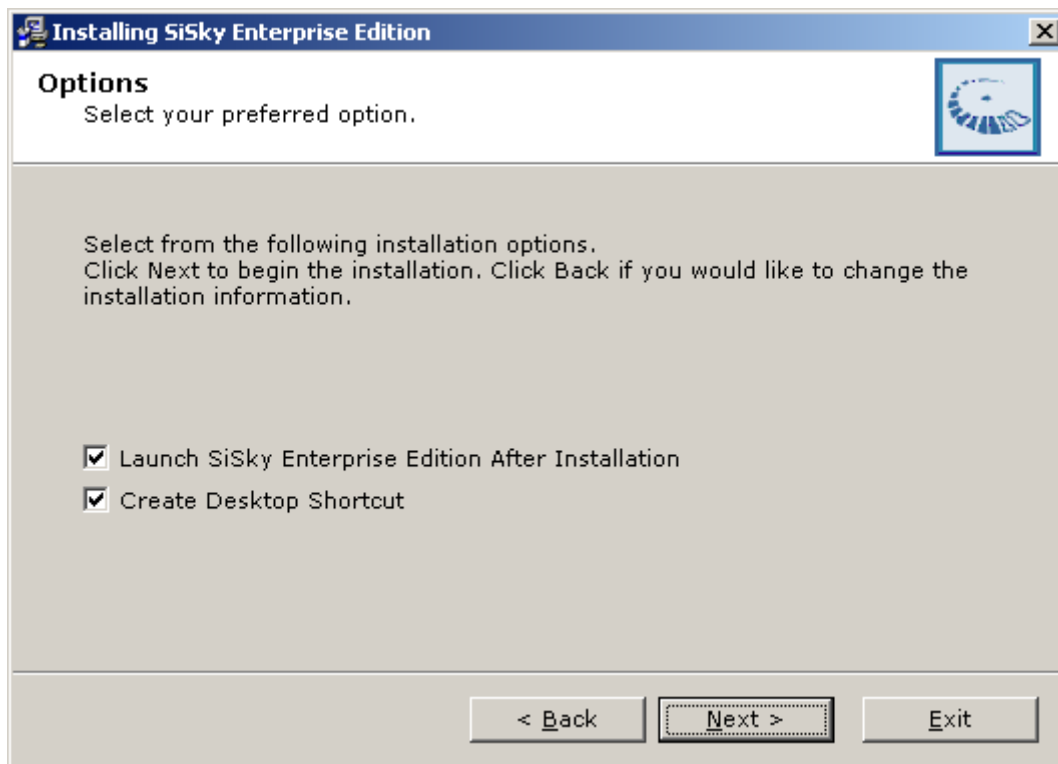 Installing SiSky Enterprise Edition
Options
Select your preferred option.
Select from the following installation options.
Click Next to begin the installation. Click Back if you would like to change the
installation information.
Launch SiSky Enterprise Edition After Installation
Create Desktop Shortcut
< Back
Next >
Exit